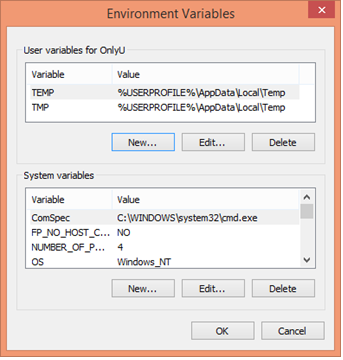 Environment Variables
User variables for OnlyU
Variable Value
TEMP %USERPROFILE%\AppData\Local\Temp
TMP %USERPROFILE%\AppData\Local\Temp
New... Edit... Delete
System variables
Variable Value
ComSpec C:\WINDOWS\system32\cmd.exe
FP_NO_HOST_C... NO
NUMBER_OF_P... 4
OS Windows_NT
New... Edit... Delete
OK Cancel